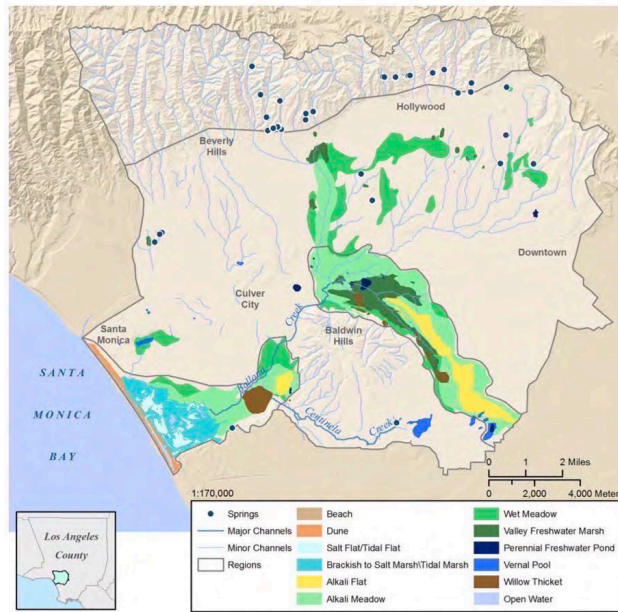 Hollywood
Beverly
Hills
Downtown
Culver
City
Creek
Baldwin
Hills
Santa
Monica
Ballona
SANTA
MONICA
BAY
Centinela
Creek
0 1 2 Miles
0 2,000 4,000 Meter
1:170,000
Los Angeles
County
Springs
Major Channels
Minor Channels
Regions
Beach
Dune
Salt Flat/Tidal Flat
Brackish to Salt Marsh\Tidal Marsh
Alkali Flat
Alkali Meadow
Wet Meadow
Valley Freshwater Marsh
Perennial Freshwater Pond
Vernal Pool
Willow Thicket
Open Water